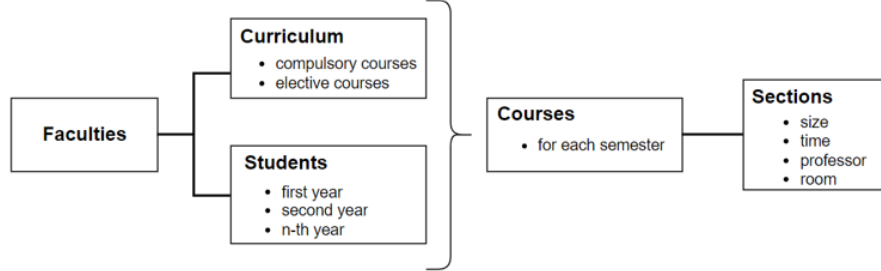 Faculties
Curriculum
• compulsory courses
• elective courses
Students
• first year
• second year
• n-th year
Courses
• for each semester
Sections
• size
• time
• professor
• room